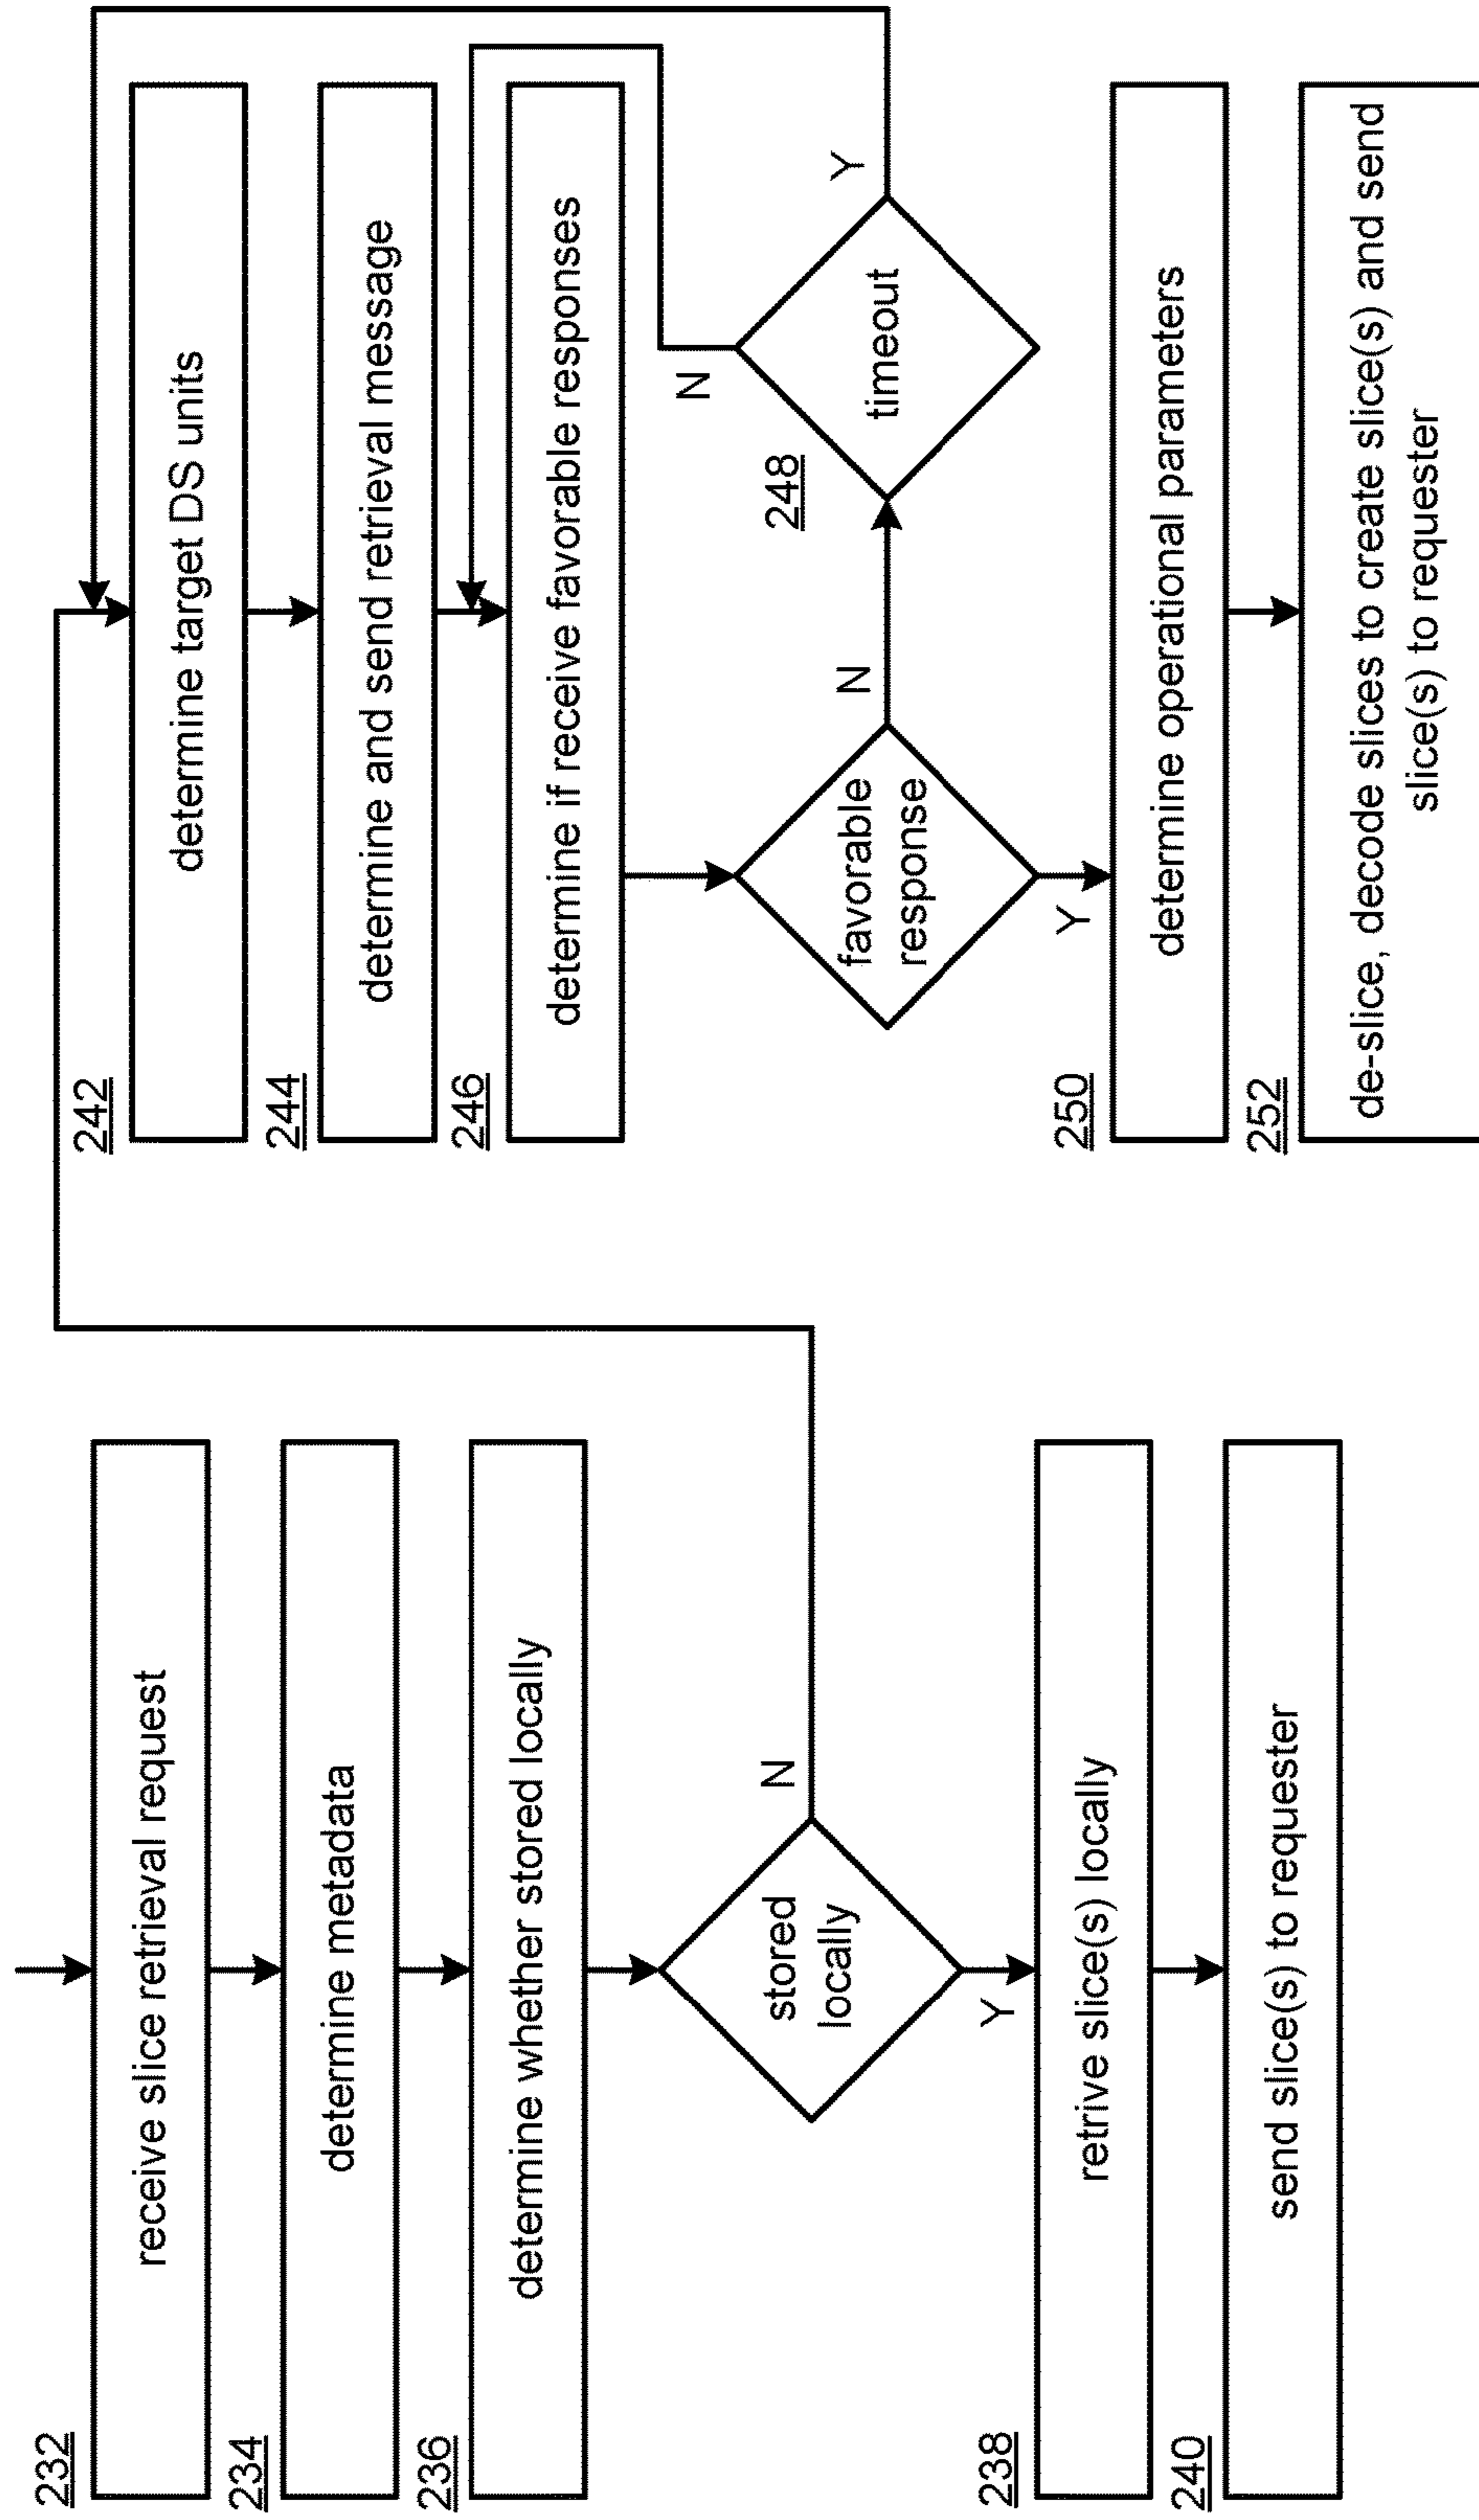 232
receive slice retrieval request
234
determine metadata
236
determine whether stored locally
stored
locally
N
Y
238
retrive slice(s) locally
240
send slice(s) to requester
242
determine target DS units
244
determine and send retrieval message
246
determine if receive favorable responses
favorable
response
N
248
timeout
N
Y
Y
250
determine operational parameters
252
de-slice, decode slices to create slice(s) and send
slice(s) to requester